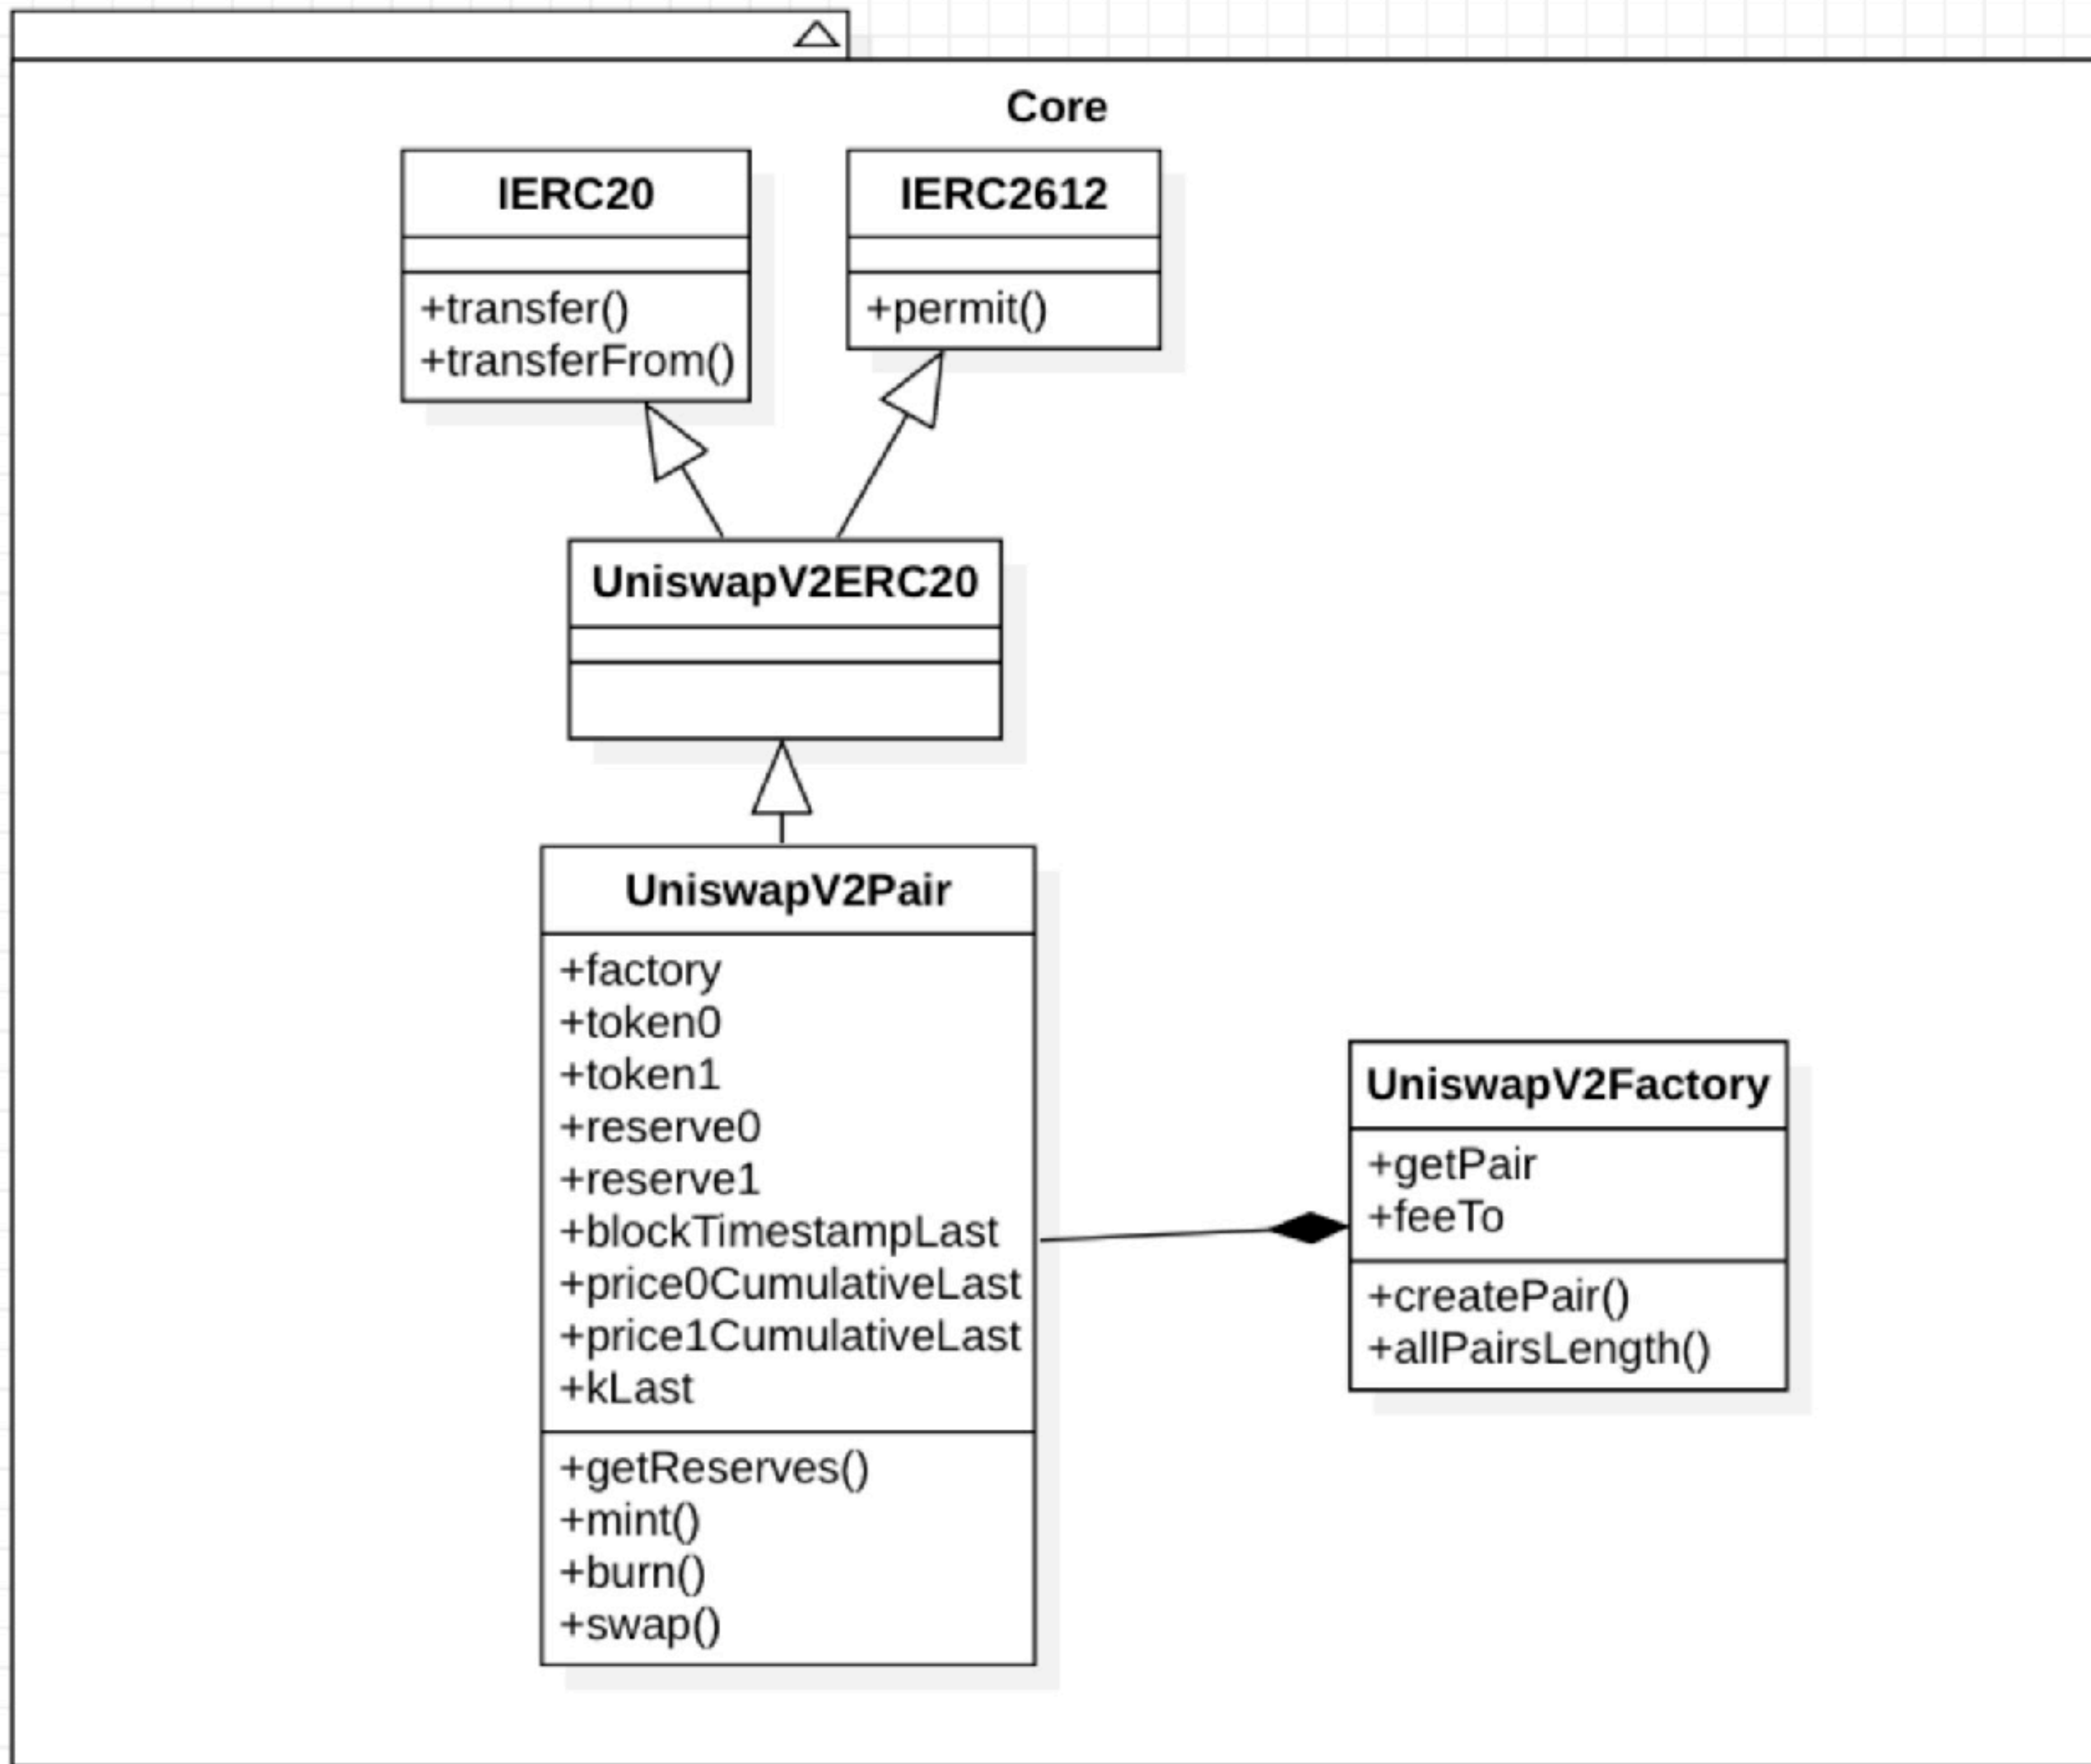 Core
IERC20
+transfer()
+transferFrom()
IERC2612
+permit()
UniswapV2ERC20
UniswapV2Pair
+factory
+token0
+token1
+reserve0
+reserve1
+blockTimestampLast
+price0CumulativeLast
+price1CumulativeLast
+kLast
+getReserves()
+mint()
+burn()
+swap()
UniswapV2Factory
+getPair
+feeTo
+createPair()
+allPairsLength()